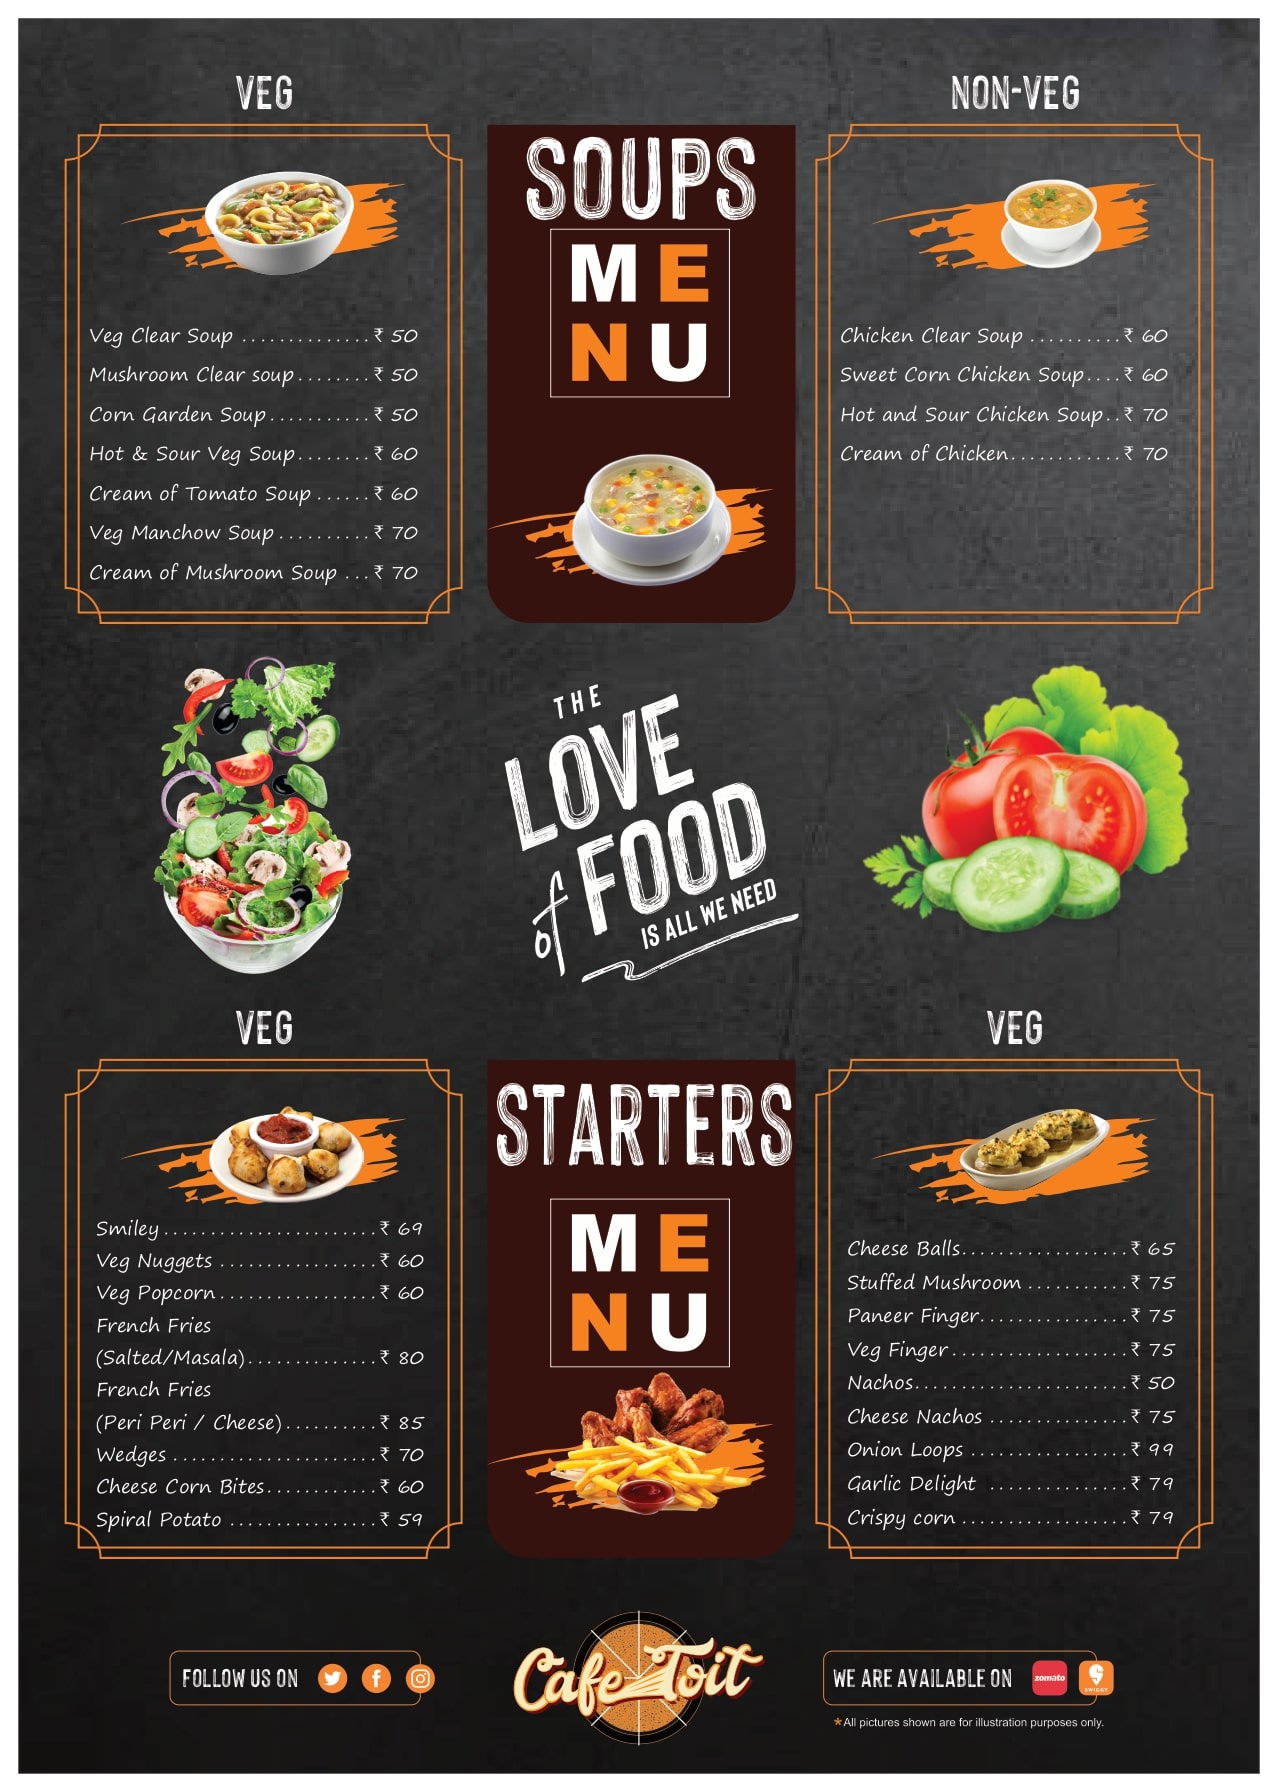 VEG
Veg Clear Soup ..............₹ 50
Mushroom Clear soup........₹ 50
Corn Garden Soup...........₹ 50
Hot & Sour Veg Soup........₹ 60
Cream of Tomato Soup ......₹ 60
Veg Manchow Soup ..........₹ 70
Cream of Mushroom Soup ...₹ 70
SOUPS
ME
NU
NON-VEG
Chicken Clear Soup ..........₹ 60
Sweet Corn Chicken Soup....₹ 60
Hot and Sour Chicken Soup..₹ 70
Cream of Chicken............₹ 70
THE
LOVE
of FOOD
IS ALL WE NEED
VEG
Smiley.......................₹ 69
Veg Nuggets .................₹ 60
Veg Popcorn.................₹ 60
French Fries
(Salted/Masala)..............₹ 80
French Fries
(Peri Peri / Cheese)..........₹ 85
Wedges ......................₹ 70
Cheese Corn Bites............₹ 60
Spiral Potato ................₹ 59
STARTERS
ME
NU
VEG
Cheese Balls..................₹ 65
Stuffed Mushroom ...........₹ 75
Paneer Finger................₹ 75
Veg Finger...................₹ 75
Nachos.......................₹ 50
Cheese Nachos ...............₹ 75
Onion Loops .................₹ 99
Garlic Delight ...............₹ 79
Crispy corn ..................₹ 79
FOLLOW US ON
Cafe Toit
WE ARE AVAILABLE ON zomato SWIGGY
*All pictures shown are for illustration purposes only.